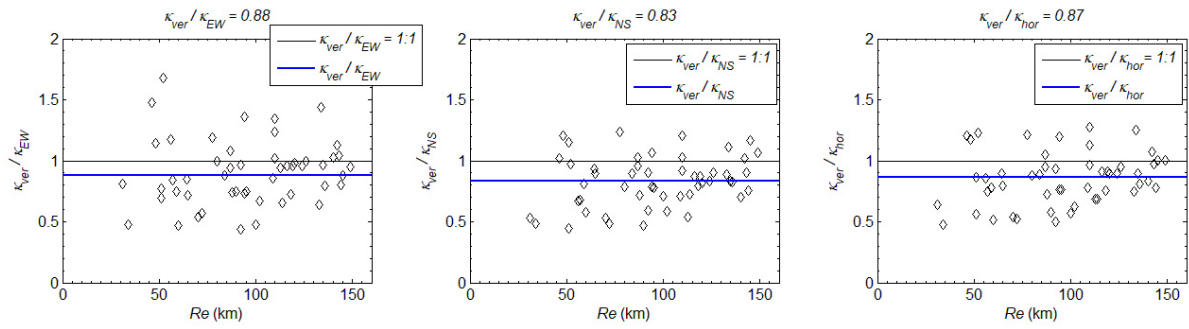 κver / κEW = 0.88
κver / κEW = 1:1
κver / κEW
2
1.5
1
0.5
0
κver / κEW
0
50
100
150
Re (km)
κver / κNS = 0.83
κver / κNS = 1:1
κver / κNS
2
1.5
1
0.5
0
κver / κNS
0
50
100
150
Re (km)
κver / κhor = 0.87
κver / κhor = 1:1
κver / κhor
2
1.5
1
0.5
0
κver / κhor
0
50
100
150
Re (km)